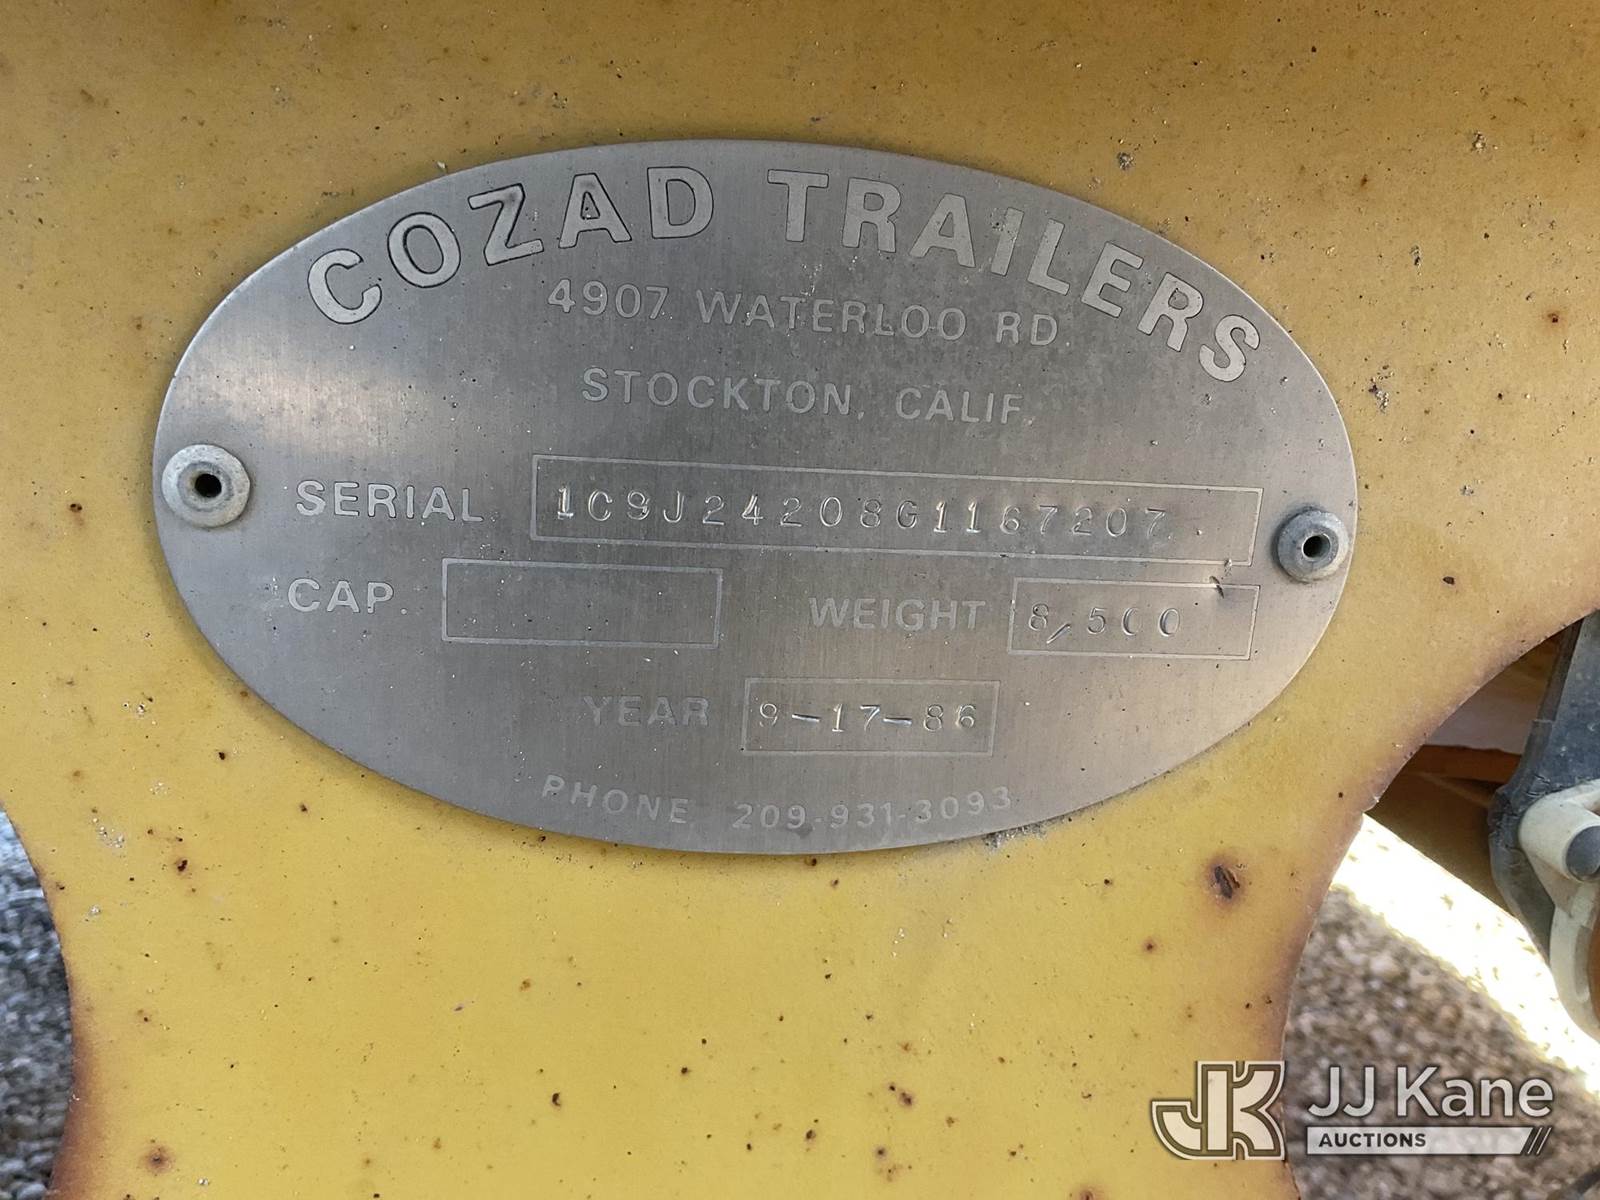 COZAD TRAILERS
4907 WATERLOO RD
STOCKTON, CALIF.
SERIAL 1C9J24208G1167207
CAP. WEIGHT 8,500
YEAR 9-17-86
PHONE 209-931-3093
JK JJ Kane
AUCTIONS